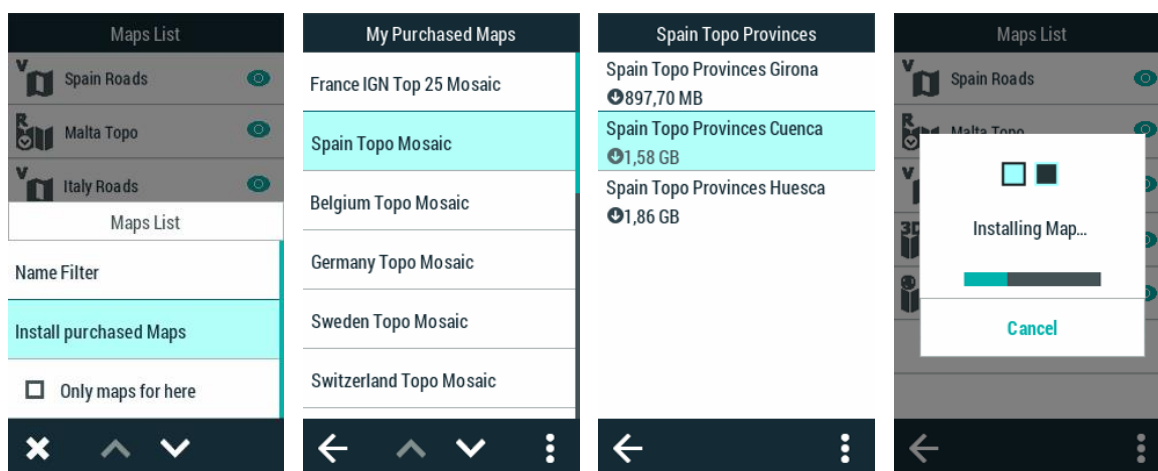 Maps List
V
Spain Roads
R
Malta Topo
V
Italy Roads
Maps List
Name Filter
Install purchased Maps
Only maps for here
My Purchased Maps
France IGN Top 25 Mosaic
Spain Topo Mosaic
Belgium Topo Mosaic
Germany Topo Mosaic
Sweden Topo Mosaic
Switzerland Topo Mosaic
Spain Topo Provinces
Spain Topo Provinces Girona
897,70 MB
Spain Topo Provinces Cuenca
1,58 GB
Spain Topo Provinces Huesca
1,86 GB
Maps List
V
Spain Roads
R
Malta Topo
V
3D
Installing Map...
Cancel